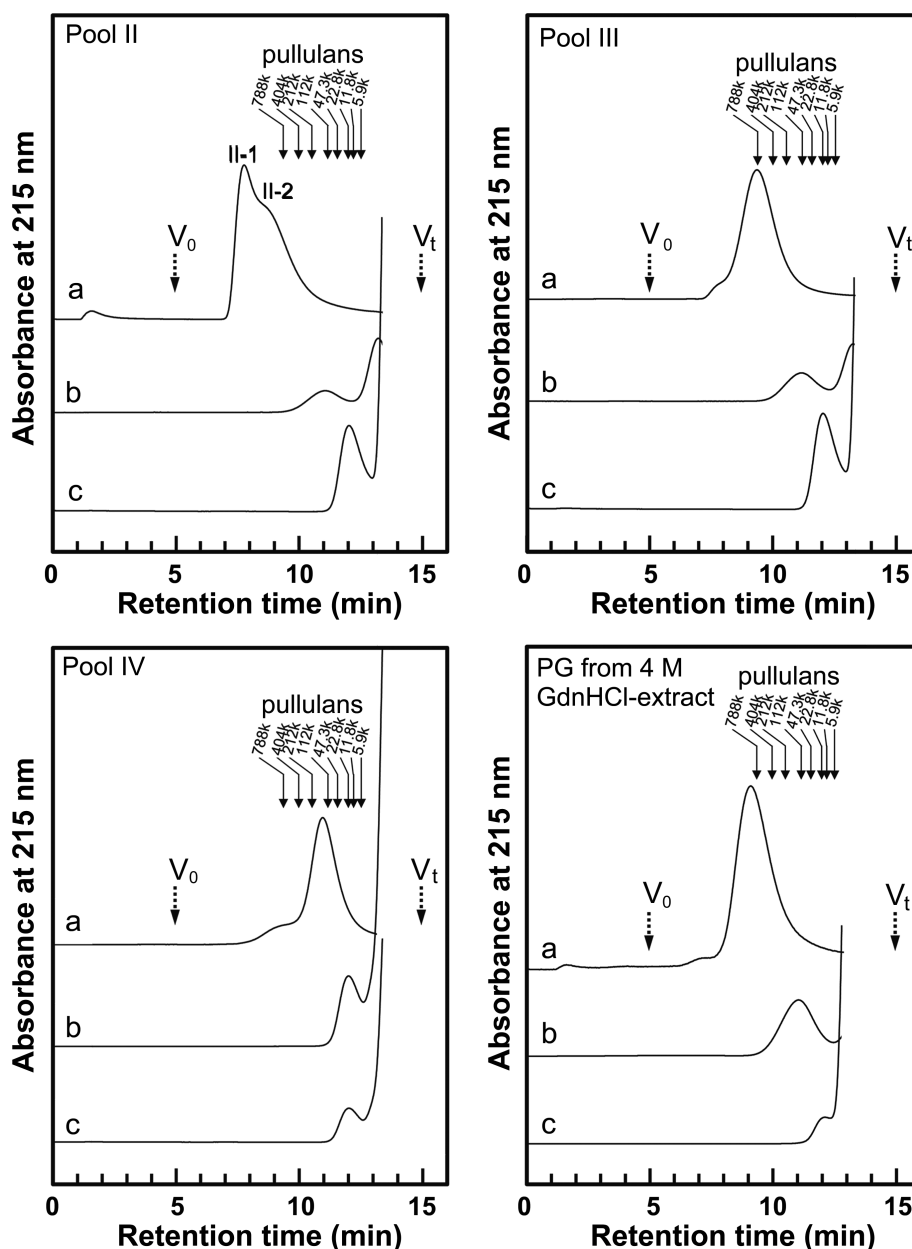 Pool II
pullulans
788k 404k 212k 112k 47.3k 22.8k 11.8k 5.9k
II-1
II-2
V0
Vt
a
b
c
Absorbance at 215 nm
0 5 10 15
Retention time (min)
Pool III
pullulans
788k 404k 212k 112k 47.3k 22.8k 11.8k 5.9k
V0
Vt
a
b
c
Absorbance at 215 nm
0 5 10 15
Retention time (min)
Pool IV
pullulans
788k 404k 212k 112k 47.3k 22.8k 11.8k 5.9k
V0
Vt
a
b
c
Absorbance at 215 nm
0 5 10 15
Retention time (min)
PG from 4 M
GdnHCl-extract
pullulans
788k 404k 212k 112k 47.3k 22.8k 11.8k 5.9k
V0
Vt
a
b
c
Absorbance at 215 nm
0 5 10 15
Retention time (min)